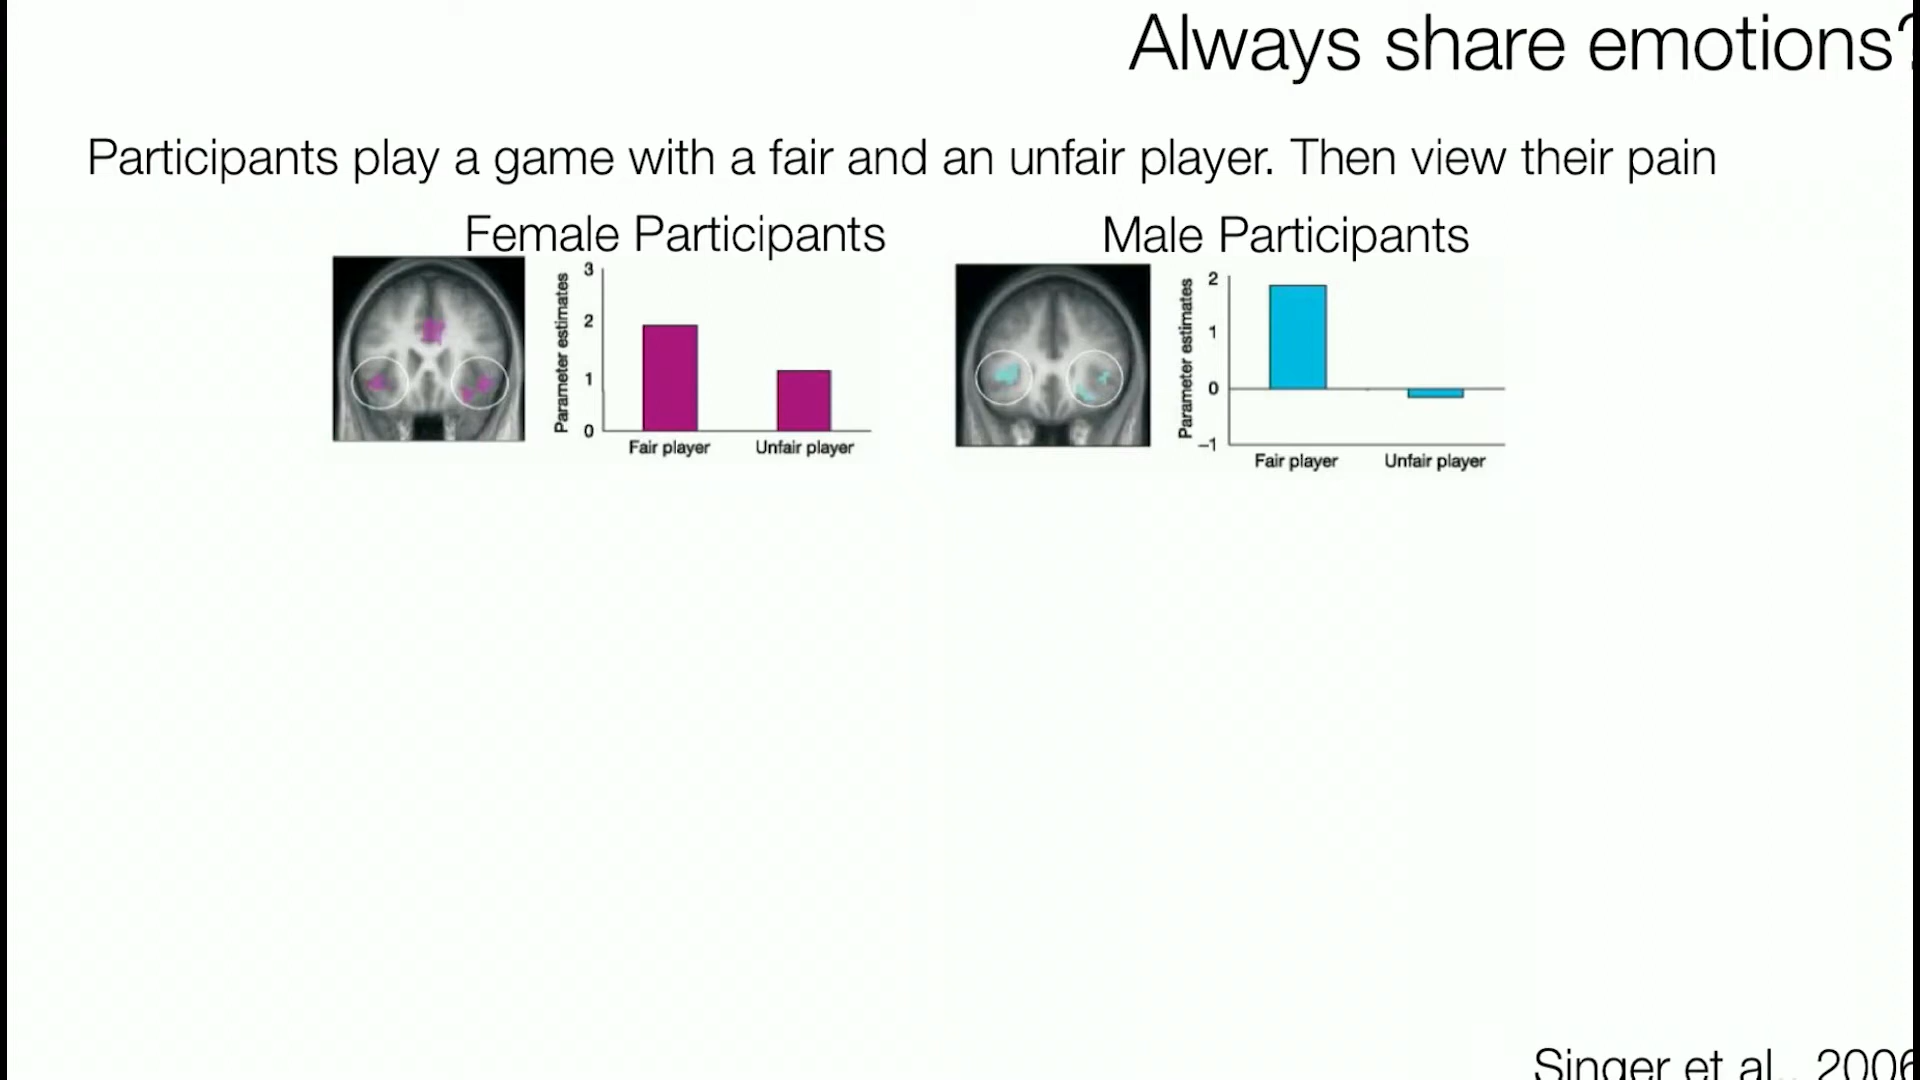 Always share emotions?
Participants play a game with a fair and an unfair player. Then view their pain
Female Participants
Parameter estimates
3
2
1
0
Fair player
Unfair player
Male Participants
Parameter estimates
2
1
0
–1
Fair player
Unfair player
Singer et al., 2006